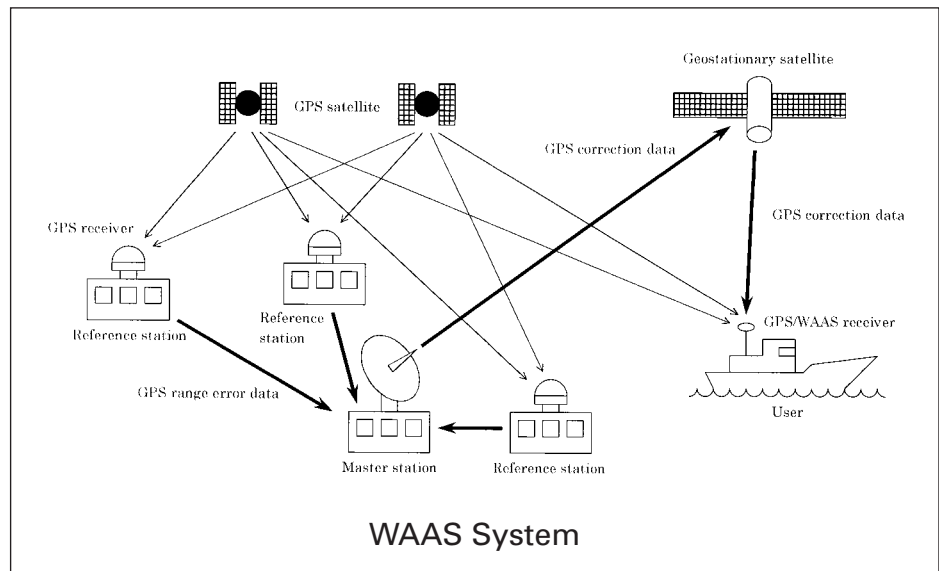 Geostationary satellite
GPS satellite
GPS correction data
GPS correction data
GPS receiver
Reference station
Reference
station
GPS/WAAS receiver
GPS range error data
User
Master station
Reference station
WAAS System